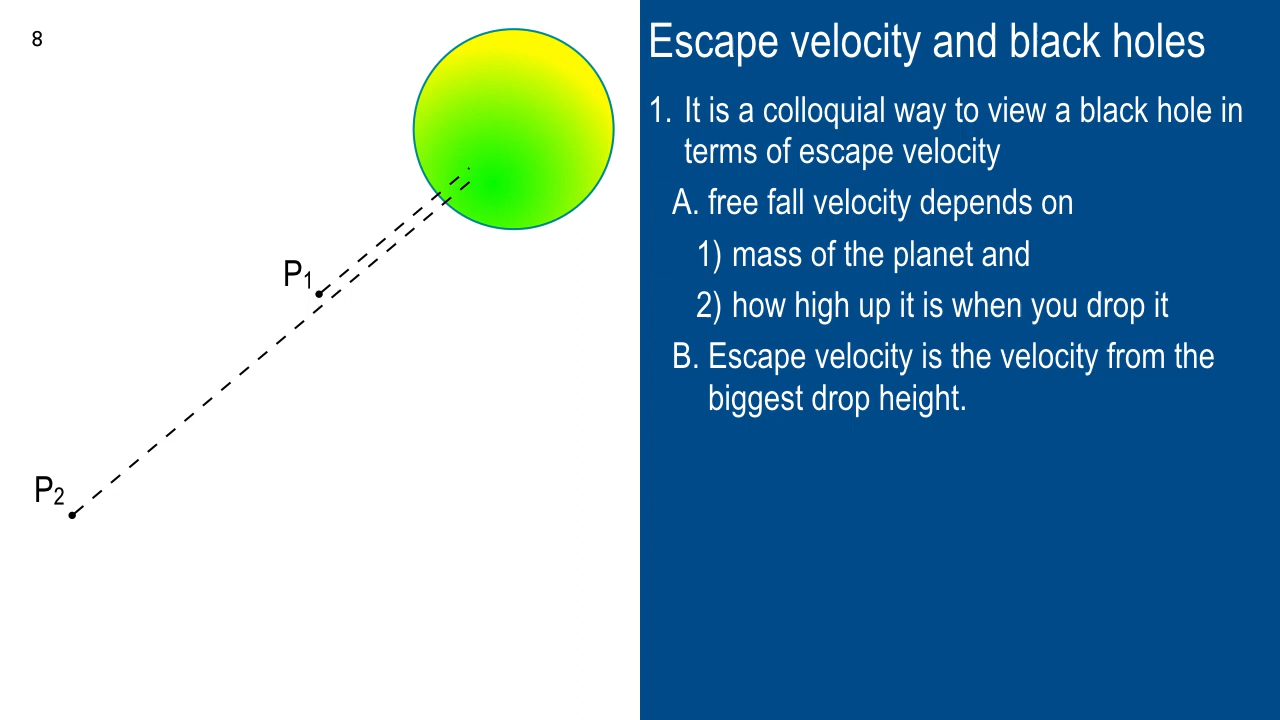 8
Escape velocity and black holes
1. It is a colloquial way to view a black hole in
terms of escape velocity
A. free fall velocity depends on
1) mass of the planet and
2) how high up it is when you drop it
B. Escape velocity is the velocity from the
biggest drop height.
P1
P2